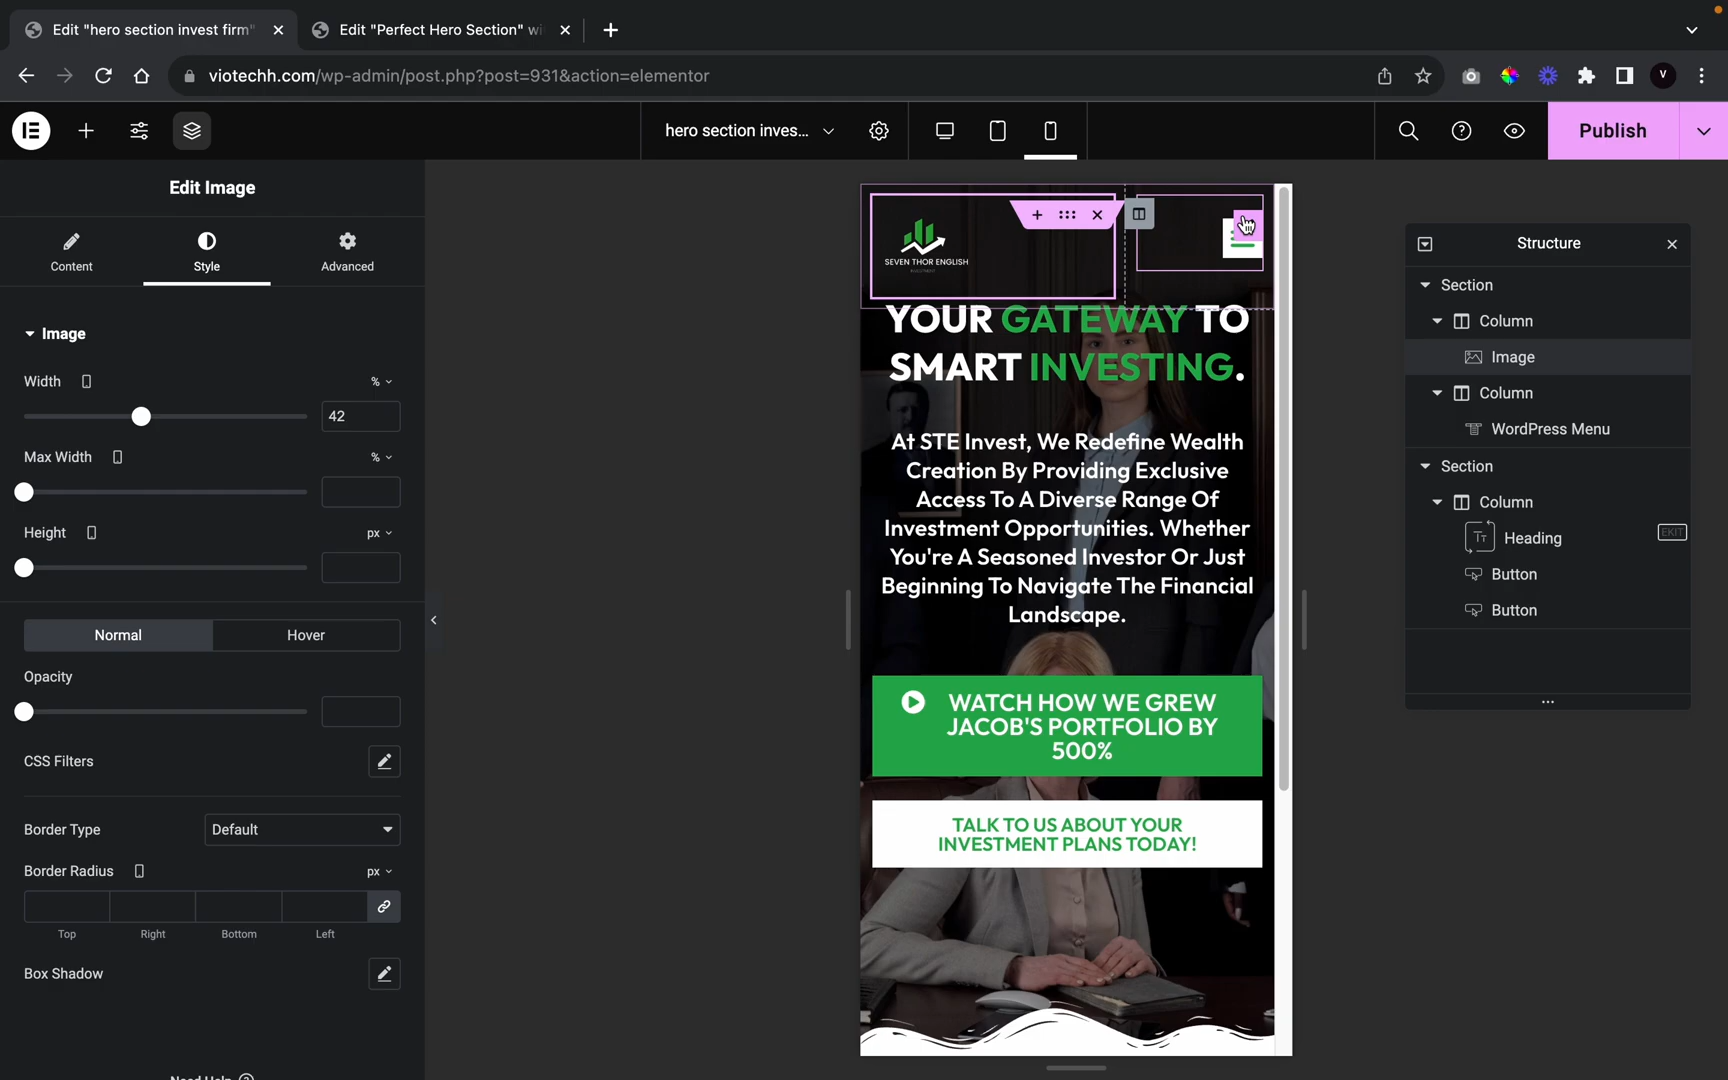 Edit "hero section invest firm"
Edit "Perfect Hero Section" wi
viotechh.com/wp-admin/post.php?post=931&action=elementor
V
hero section inves...
Publish
Edit Image
Content
Style
Advanced
Image
Width
%
42
Max Width
%
Height
px
Normal
Hover
Opacity
CSS Filters
Border Type
Default
Border Radius
px
Top
Right
Bottom
Left
Box Shadow
Need Help
SEVEN THOR ENGLISH
INVESTMENT
YOUR GATEWAY TO
SMART INVESTING.
At STE Invest, We Redefine Wealth
Creation By Providing Exclusive
Access To A Diverse Range Of
Investment Opportunities. Whether
You're A Seasoned Investor Or Just
Beginning To Navigate The Financial
Landscape.
WATCH HOW WE GREW
JACOB'S PORTFOLIO BY
500%
TALK TO US ABOUT YOUR
INVESTMENT PLANS TODAY!
Structure
Section
Column
Image
Column
WordPress Menu
Section
Column
Heading
EKIT
Button
Button